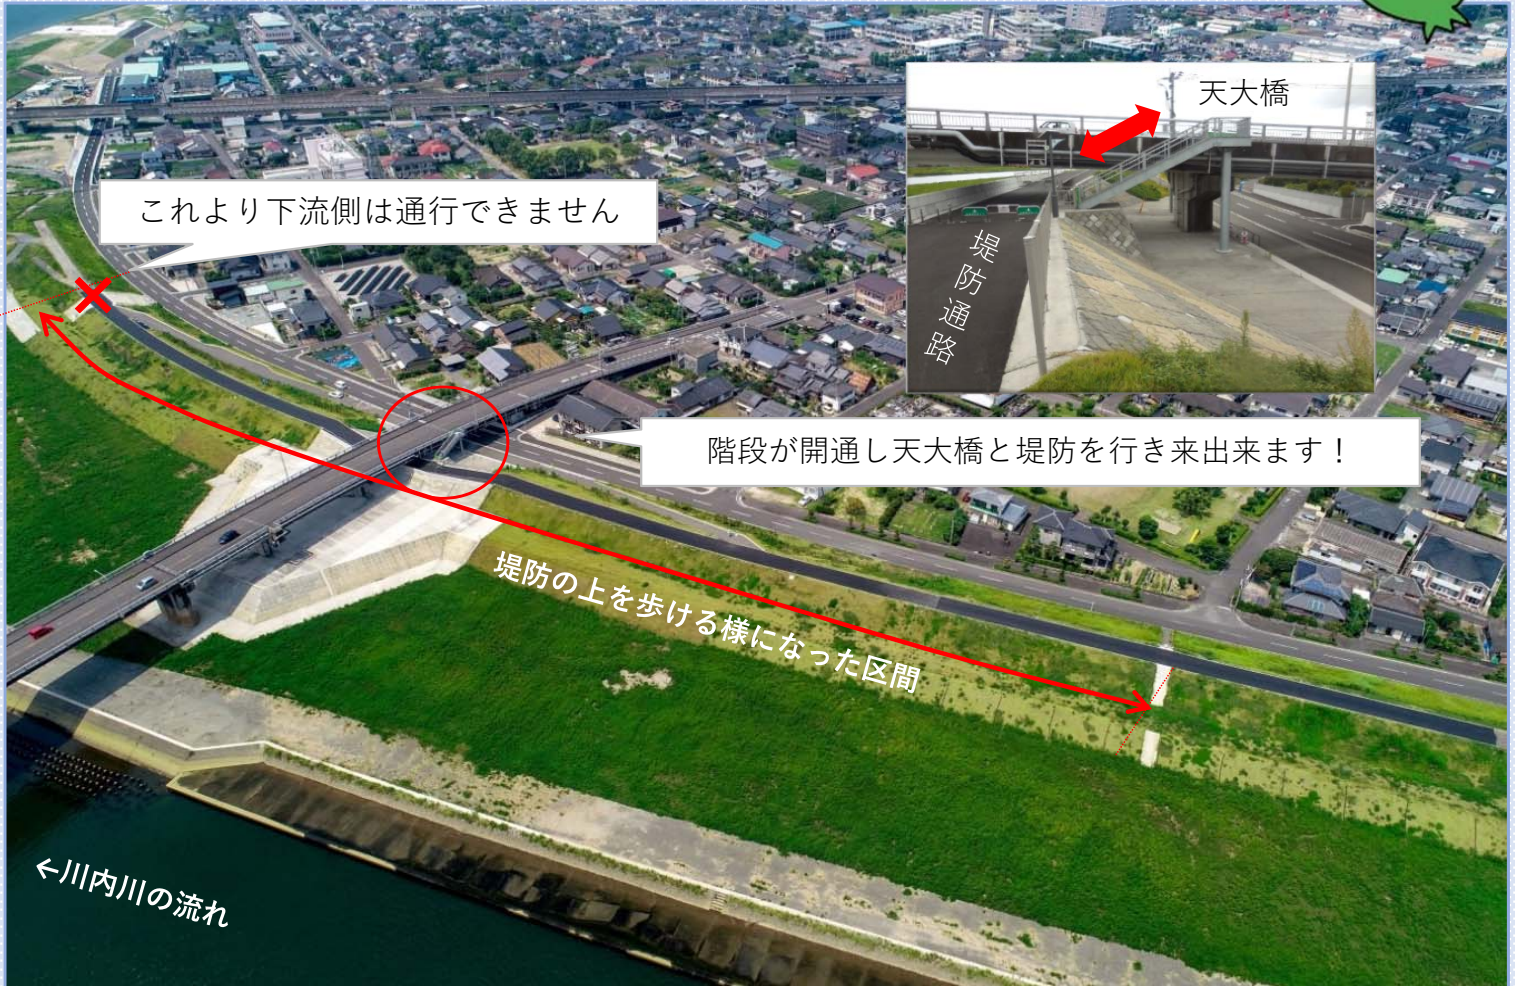 天大橋
これより下流側は通行できません
堤防通路
階段が開通し天大橋と堤防を行き来出来ます！
堤防の上を歩ける様になった区間
←川内川の流れ